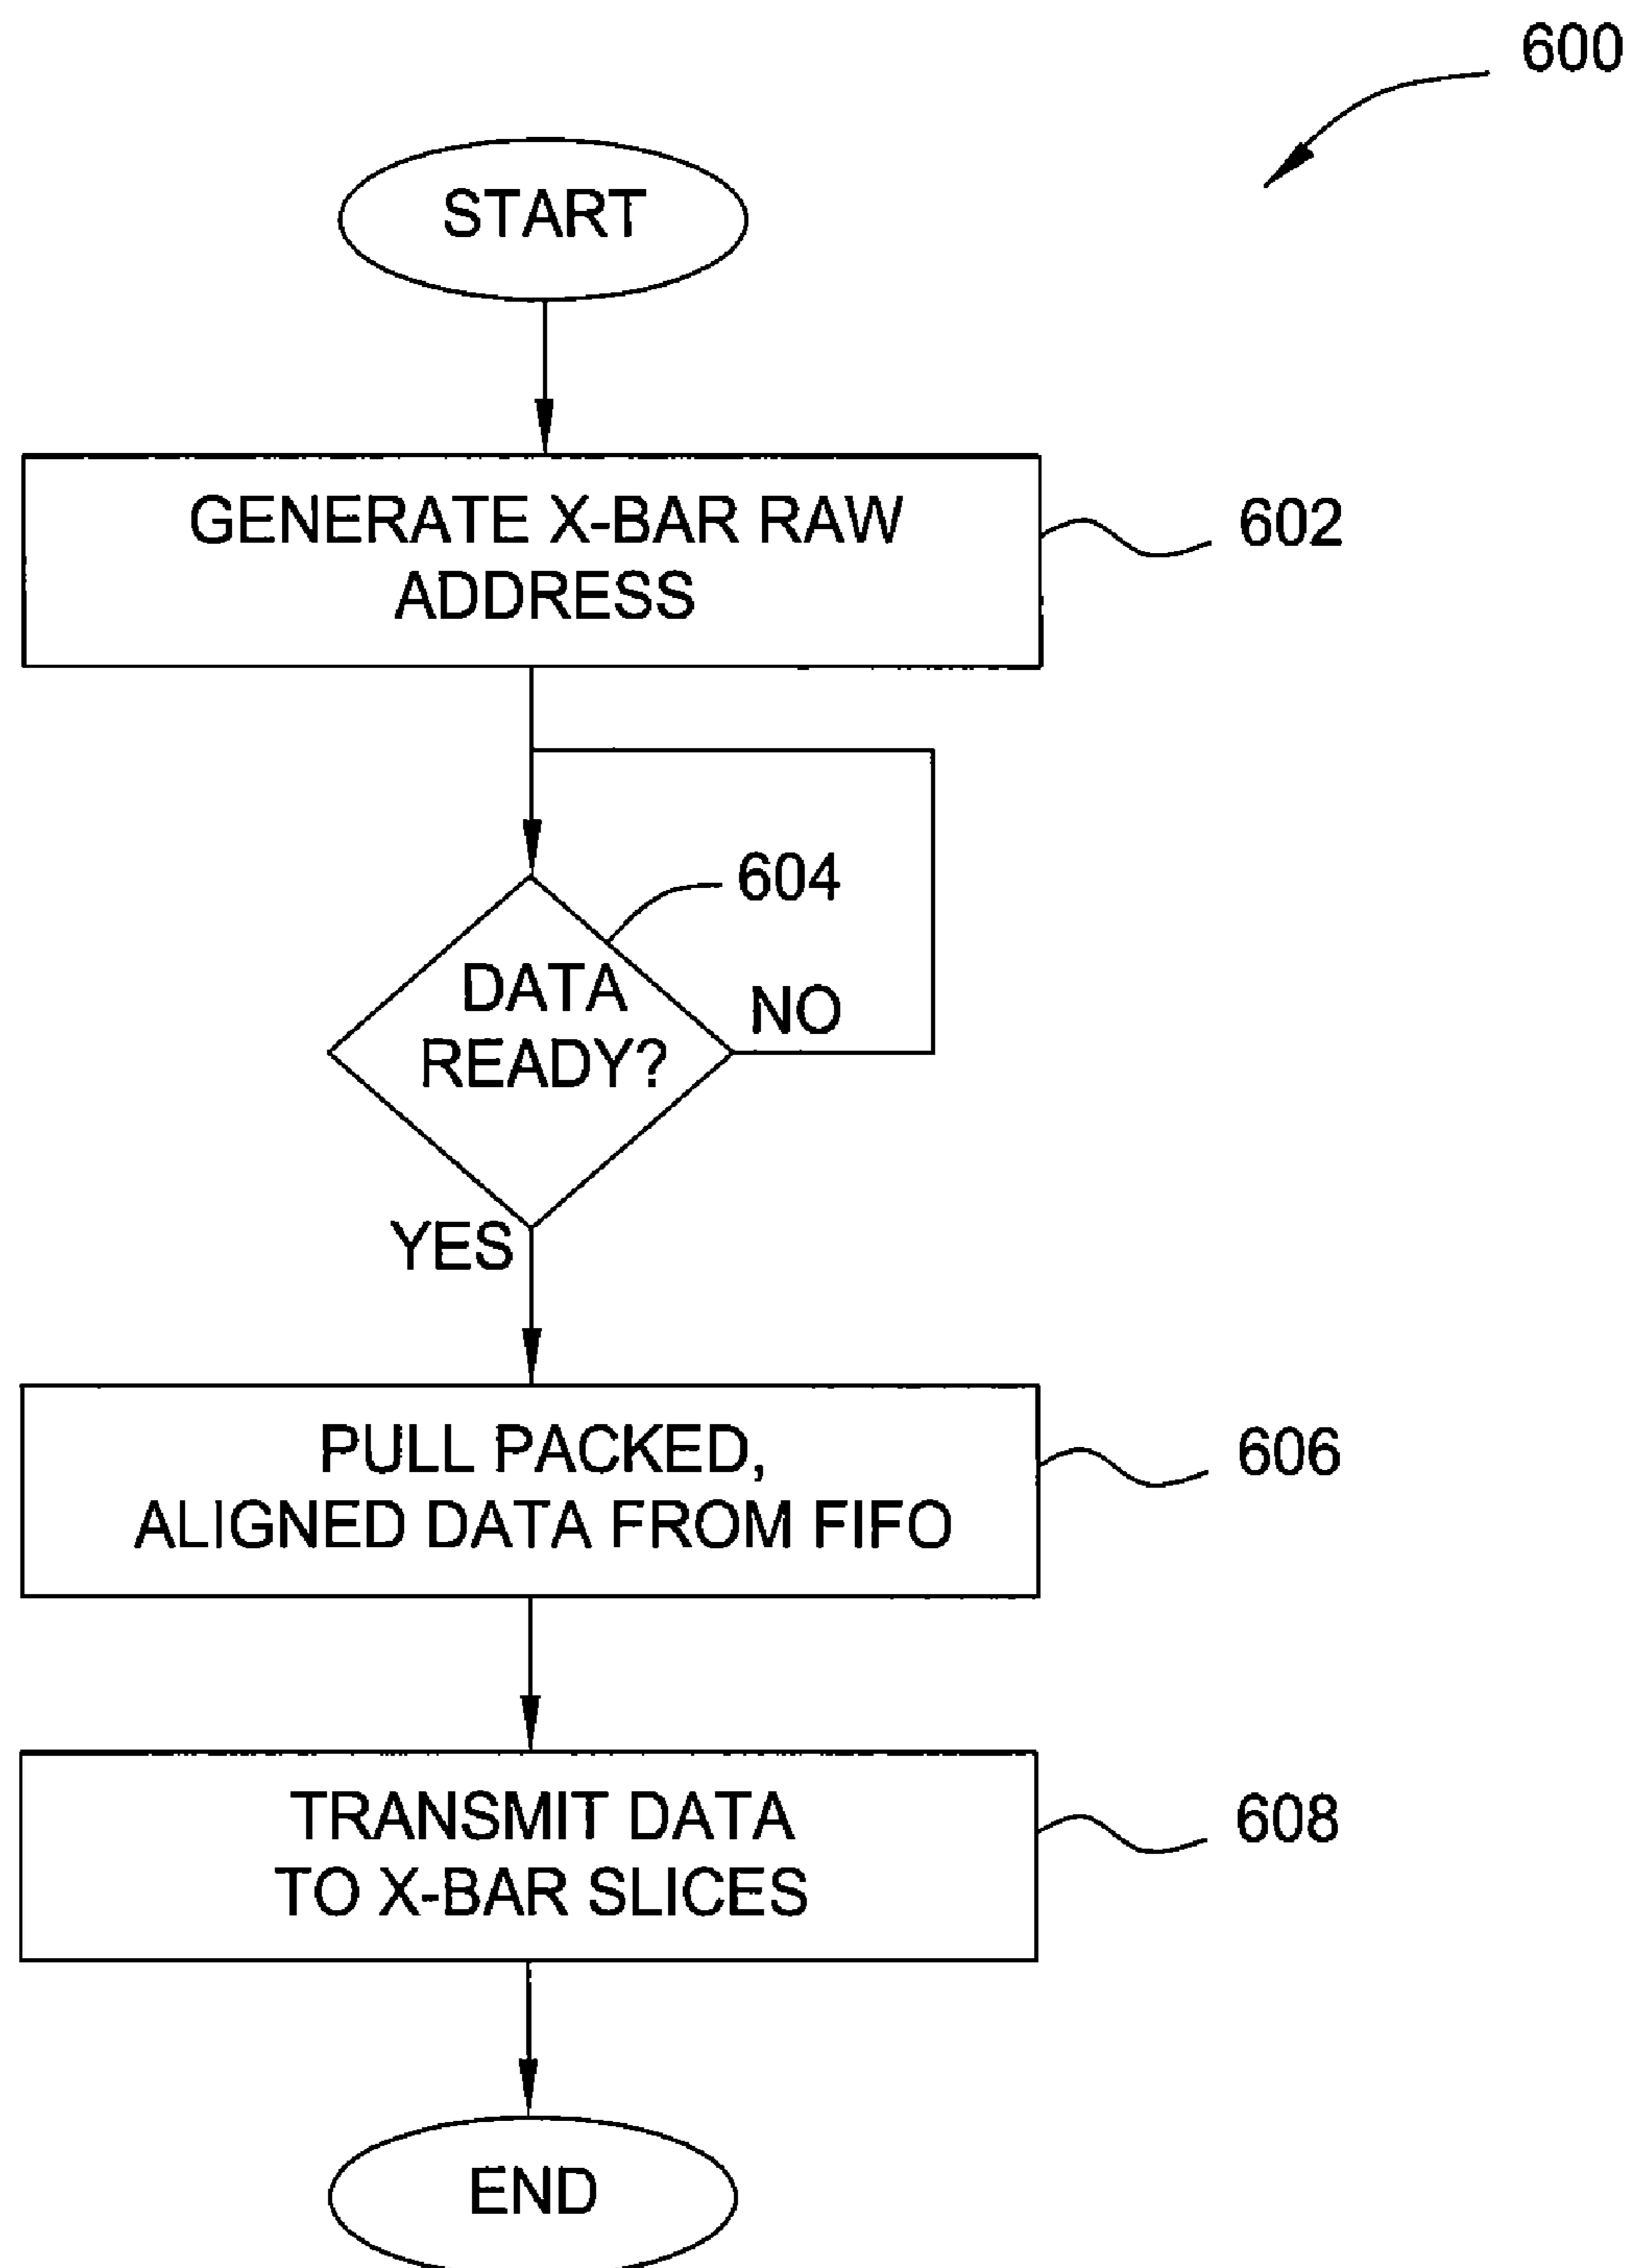 600
START
GENERATE X-BAR RAW
ADDRESS
602
604
DATA
READY?
NO
YES
PULL PACKED,
ALIGNED DATA FROM FIFO
606
TRANSMIT DATA
TO X-BAR SLICES
608
END